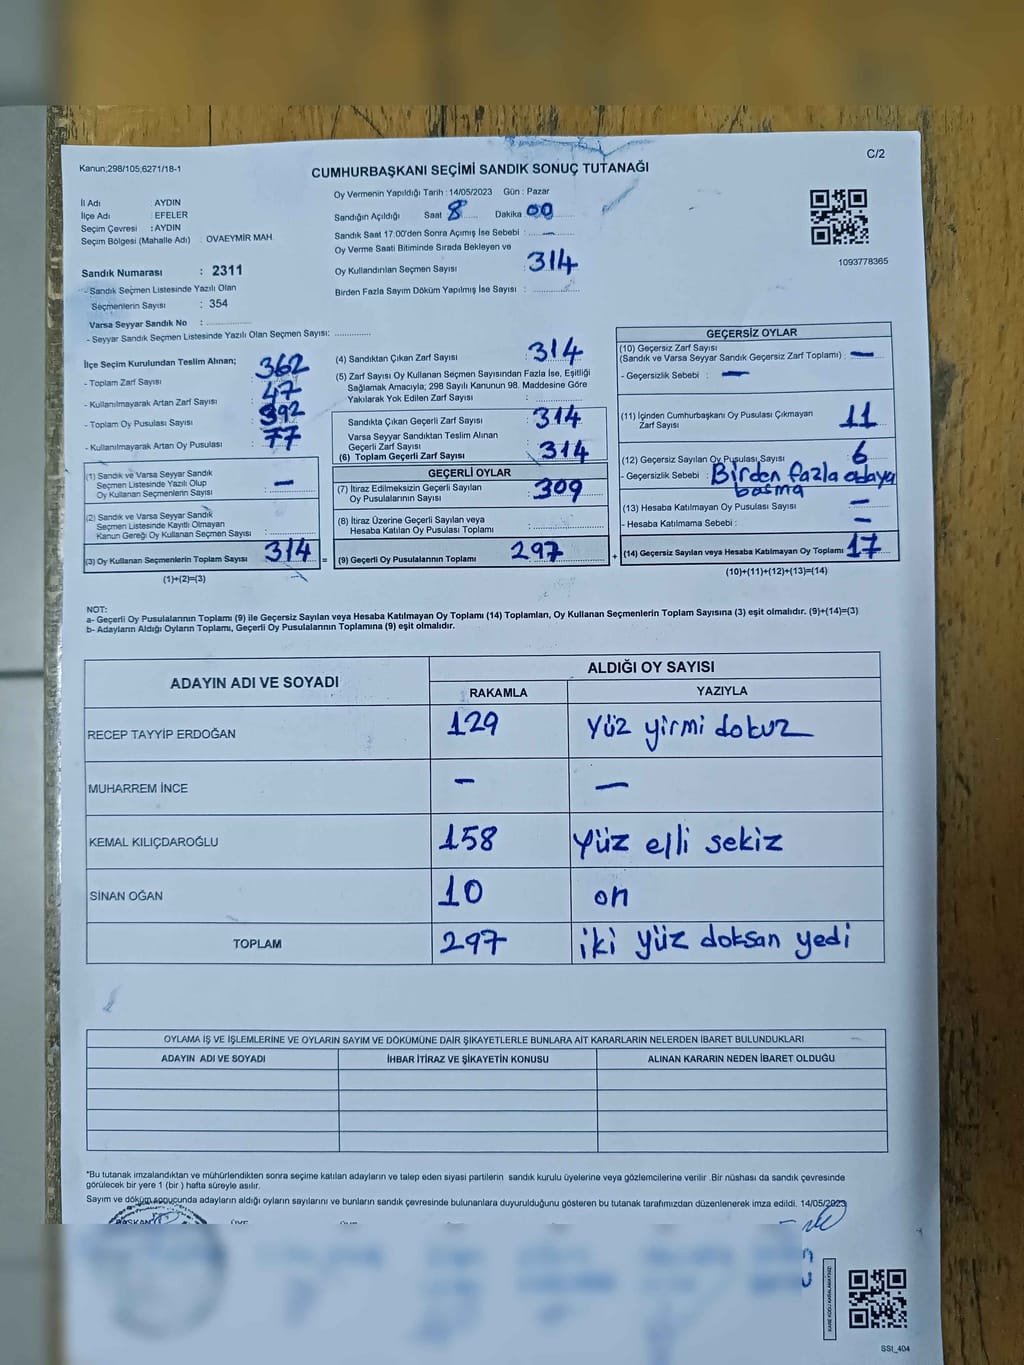 Kanun;298/105;6271/18-1
C/2
CUMHURBAŞKANI SEÇİMİ SANDIK SONUÇ TUTANAĞI
İl Adı AYDIN
İlçe Adı : EFELER
Seçim Çevresi : AYDIN
Seçim Bölgesi (Mahalle Adı) : OVAEYMİR MAH.
Sandık Numarası : 2311
- Sandık Seçmen Listesinde Yazılı Olan
Seçmenlerin Sayısı : 354
Varsa Seyyar Sandık No :
- Seyyar Sandık Seçmen Listesinde Yazılı Olan Seçmen Sayısı:
Oy Vermenin Yapıldığı Tarih : 14/05/2023 Gün : Pazar
Sandığın Açıldığı Saat 8 Dakika 00
Sandık Saat 17.00'den Sonra Açımış İse Sebebi : —
Oy Verme Saati Bitiminde Sırada Bekleyen ve
Oy Kullandırılan Seçmen Sayısı : 314
Birden Fazla Sayım Döküm Yapılmış İse Sayısı :
1093778365
İlçe Seçim Kurulundan Teslim Alınan;
- Toplam Zarf Sayısı 362
- Kullanılmayarak Artan Zarf Sayısı 47
- Toplam Oy Pusulası Sayısı 392
- Kullanılmayarak Artan Oy Pusulası 77
(1) Sandık ve Varsa Seyyar Sandık
Seçmen Listesinde Yazılı Olup
Oy Kullanan Seçmenlerin Sayısı : —
(2) Sandık ve Varsa Seyyar Sandık
Seçmen Listesinde Kayıtlı Olmayan
Kanun Gereği Oy Kullanan Seçmen Sayısı :
(3) Oy Kullanan Seçmenlerin Toplam Sayısı 314 =
(1)+(2)=(3)
(4) Sandıktan Çıkan Zarf Sayısı : 314
(5) Zarf Sayısı Oy Kullanan Seçmen Sayısından Fazla İse, Eşitliği
Sağlamak Amacıyla; 298 Sayılı Kanunun 98. Maddesine Göre
Yakılarak Yok Edilen Zarf Sayısı :
Sandıkta Çıkan Geçerli Zarf Sayısı : 314
Varsa Seyyar Sandıktan Teslim Alınan
Geçerli Zarf Sayısı
(6) Toplam Geçerli Zarf Sayısı : 314
GEÇERLİ OYLAR
(7) İtiraz Edilmeksizin Geçerli Sayılan
Oy Pusulalarının Sayısı : 309
(8) İtiraz Üzerine Geçerli Sayılan veya
Hesaba Katılan Oy Pusulası Toplamı :
(9) Geçerli Oy Pusulalarının Toplamı 297 +
GEÇERSİZ OYLAR
(10) Geçersiz Zarf Sayısı
(Sandık ve Varsa Seyyar Sandık Geçersiz Zarf Toplamı) : —
- Geçersizlik Sebebi : —
(11) İçinden Cumhurbaşkanı Oy Pusulası Çıkmayan
Zarf Sayısı : 11
(12) Geçersiz Sayılan Oy Pusulası Sayısı : 6
- Geçersizlik Sebebi : Birden fazla adaya
basma
(13) Hesaba Katılmayan Oy Pusulası Sayısı —
- Hesaba Katılmama Sebebi : —
(14) Geçersiz Sayılan veya Hesaba Katılmayan Oy Toplamı 17
(10)+(11)+(12)+(13)=(14)
NOT:
a- Geçerli Oy Pusulalarının Toplamı (9) ile Geçersiz Sayılan veya Hesaba Katılmayan Oy Toplamı (14) Toplamları, Oy Kullanan Seçmenlerin Toplam Sayısına (3) eşit olmalıdır. (9)+(14)=(3)
b- Adayların Aldığı Oyların Toplamı, Geçerli Oy Pusulalarının Toplamına (9) eşit olmalıdır.
ADAYIN ADI VE SOYADI
ALDIĞI OY SAYISI
RAKAMLA YAZIYLA
RECEP TAYYİP ERDOĞAN 129 Yüz yirmi dokuz
MUHARREM İNCE — —
KEMAL KILIÇDAROĞLU 158 Yüz elli sekiz
SİNAN OĞAN 10 on
TOPLAM 297 iki yüz doksan yedi
OYLAMA İŞ VE İŞLEMLERİNE VE OYLARIN SAYIM VE DÖKÜMÜNE DAİR ŞİKAYETLERLE BUNLARA AİT KARARLARIN NELERDEN İBARET BULUNDUKLARI
ADAYIN ADI VE SOYADI İHBAR İTİRAZ VE ŞİKAYETİN KONUSU ALINAN KARARIN NEDEN İBARET OLDUĞU
"Bu tutanak imzalandıktan ve mühürlendikten sonra seçime katılan adayların ve talep eden siyasi partilerin sandık kurulu üyelerine veya gözlemcilerine verilir .Bir nüshası da sandık çevresinde
görülecek bir yere 1 (bir ) hafta süreyle asılır.
Sayım ve döküm sonucunda adayların aldığı oyların sayılarını ve bunların sandık çevresinde bulunanlara duyurulduğunu gösteren bu tutanak tarafımızdan düzenlenerek imza edildi. 14/05/2023
BAŞKAN
SSİ_404